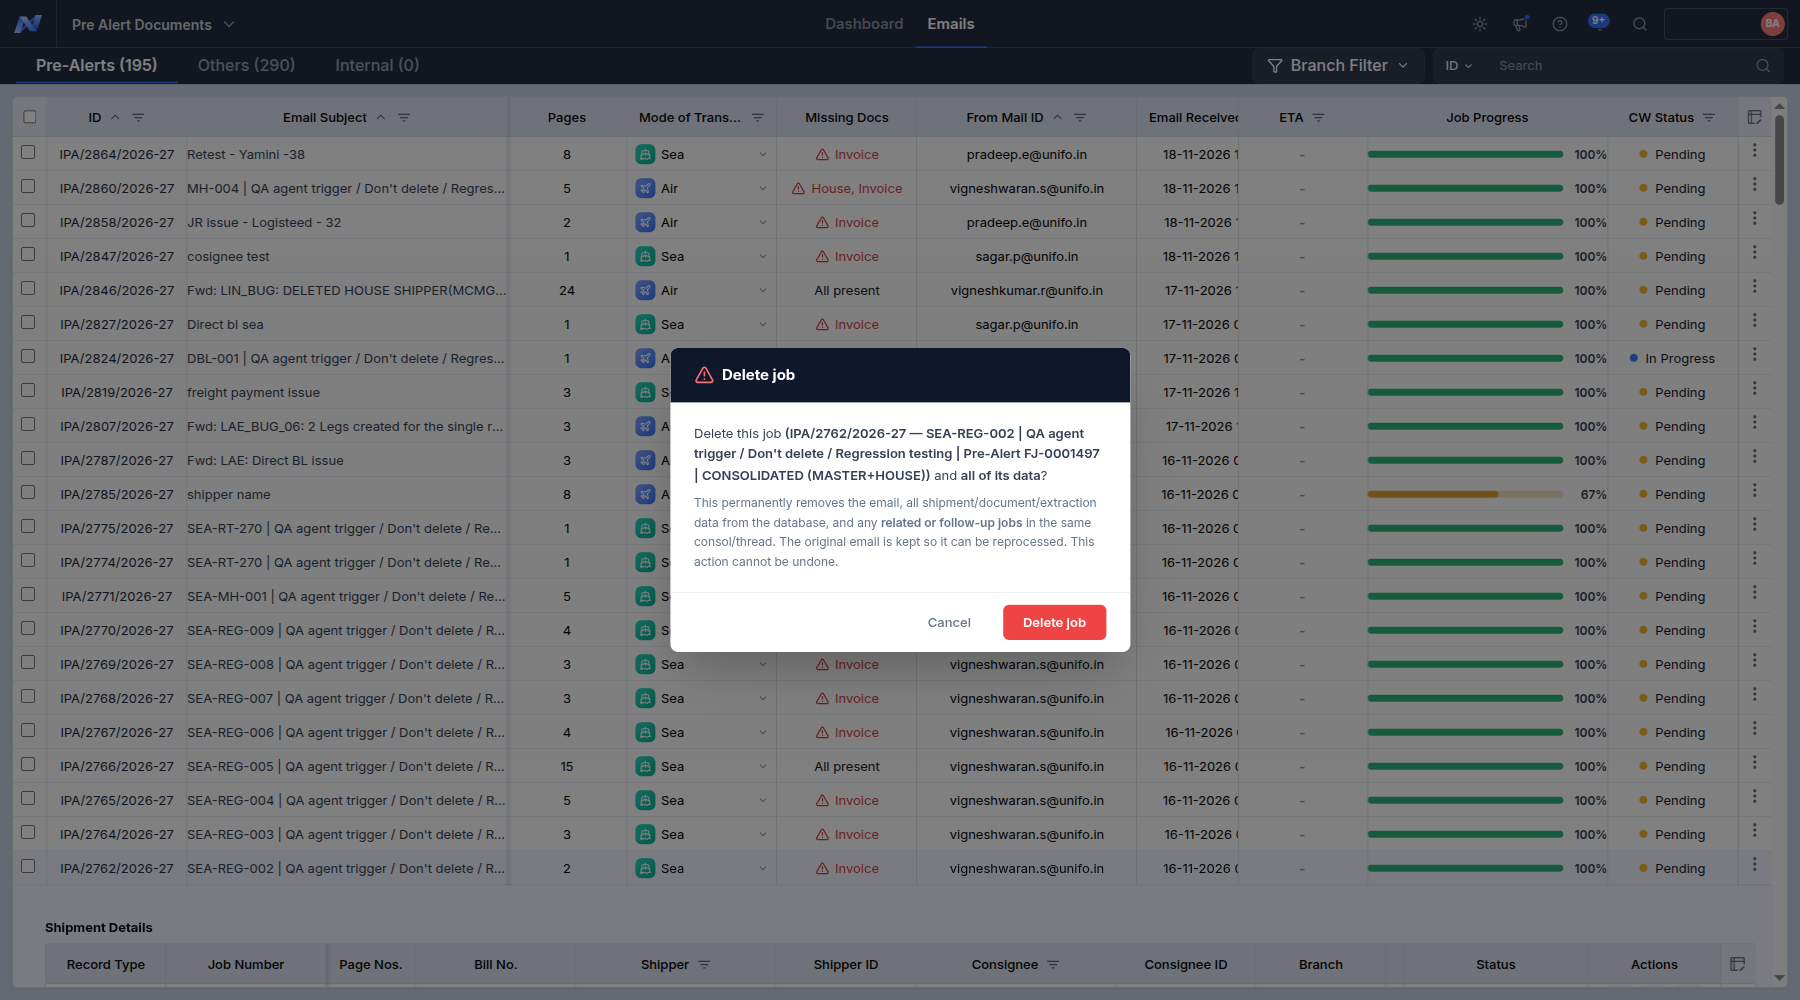 Pre Alert Documents
Dashboard
Emails
9+
BA
Pre-Alerts (195)
Others (290)
Internal (0)
Branch Filter
ID
Search
ID Email Subject Pages Mode of Trans... Missing Docs From Mail ID Email Received ETA Job Progress CW Status
IPA/2864/2026-27 Retest - Yamini -38 8 Sea Invoice pradeep.e@unifo.in 18-11-2026 1 - 100% Pending
IPA/2860/2026-27 MH-004 | QA agent trigger / Don't delete / Regres... 5 Air House, Invoice vigneshwaran.s@unifo.in 18-11-2026 - 100% Pending
IPA/2858/2026-27 JR issue - Logisteed - 32 2 Air Invoice pradeep.e@unifo.in 18-11-2026 - 100% Pending
IPA/2847/2026-27 cosignee test 1 Sea Invoice sagar.p@unifo.in 18-11-2026 1 - 100% Pending
IPA/2846/2026-27 Fwd: LIN_BUG: DELETED HOUSE SHIPPER(MCMG... 24 Air All present vigneshkumar.r@unifo.in 17-11-2026 - 100% Pending
IPA/2827/2026-27 Direct bl sea 1 Sea Invoice sagar.p@unifo.in 17-11-2026 - 100% Pending
IPA/2824/2026-27 DBL-001 | QA agent trigger / Don't delete / Regres... 1 A 17-11-2026 - 100% In Progress
IPA/2819/2026-27 freight payment issue 3 S 17-11-2026 1 - 100% Pending
IPA/2807/2026-27 Fwd: LAE_BUG_06: 2 Legs created for the single r... 3 A 17-11-2026 - 100% Pending
IPA/2787/2026-27 Fwd: LAE: Direct BL issue 3 A 16-11-2026 - 100% Pending
IPA/2785/2026-27 shipper name 8 A 16-11-2026 - 67% Pending
IPA/2775/2026-27 SEA-RT-270 | QA agent trigger / Don't delete / Re... 1 S 16-11-2026 - 100% Pending
IPA/2774/2026-27 SEA-RT-270 | QA agent trigger / Don't delete / Re... 1 S 16-11-2026 - 100% Pending
IPA/2771/2026-27 SEA-MH-001 | QA agent trigger / Don't delete / Re... 5 S 16-11-2026 - 100% Pending
IPA/2770/2026-27 SEA-REG-009 | QA agent trigger / Don't delete / R... 4 S 16-11-2026 - 100% Pending
IPA/2769/2026-27 SEA-REG-008 | QA agent trigger / Don't delete / R... 3 Sea Invoice vigneshwaran.s@unifo.in 16-11-2026 - 100% Pending
IPA/2768/2026-27 SEA-REG-007 | QA agent trigger / Don't delete / R... 3 Sea Invoice vigneshwaran.s@unifo.in 16-11-2026 - 100% Pending
IPA/2767/2026-27 SEA-REG-006 | QA agent trigger / Don't delete / R... 4 Sea Invoice vigneshwaran.s@unifo.in 16-11-2026 - 100% Pending
IPA/2766/2026-27 SEA-REG-005 | QA agent trigger / Don't delete / R... 15 Sea All present vigneshwaran.s@unifo.in 16-11-2026 - 100% Pending
IPA/2765/2026-27 SEA-REG-004 | QA agent trigger / Don't delete / R... 5 Sea Invoice vigneshwaran.s@unifo.in 16-11-2026 - 100% Pending
IPA/2764/2026-27 SEA-REG-003 | QA agent trigger / Don't delete / R... 3 Sea Invoice vigneshwaran.s@unifo.in 16-11-2026 - 100% Pending
IPA/2762/2026-27 SEA-REG-002 | QA agent trigger / Don't delete / R... 2 Sea Invoice vigneshwaran.s@unifo.in 16-11-2026 - 100% Pending
Delete job
Delete this job (IPA/2762/2026-27 — SEA-REG-002 | QA agent
trigger / Don't delete / Regression testing | Pre-Alert FJ-0001497
| CONSOLIDATED (MASTER+HOUSE)) and all of its data?
This permanently removes the email, all shipment/document/extraction
data from the database, and any related or follow-up jobs in the same
consol/thread. The original email is kept so it can be reprocessed. This
action cannot be undone.
Cancel
Delete job
Shipment Details
Record Type Job Number Page Nos. Bill No. Shipper Shipper ID Consignee Consignee ID Branch Status Actions